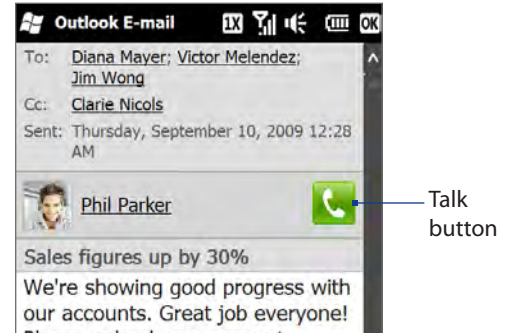 Outlook E-mail 1X OK
To: Diana Mayer; Victor Melendez;
Jim Wong
Cc: Clarie Nicols
Sent: Thursday, September 10, 2009 12:28
AM
Phil Parker
Talk
button
Sales figures up by 30%
We're showing good progress with
our accounts. Great job everyone!